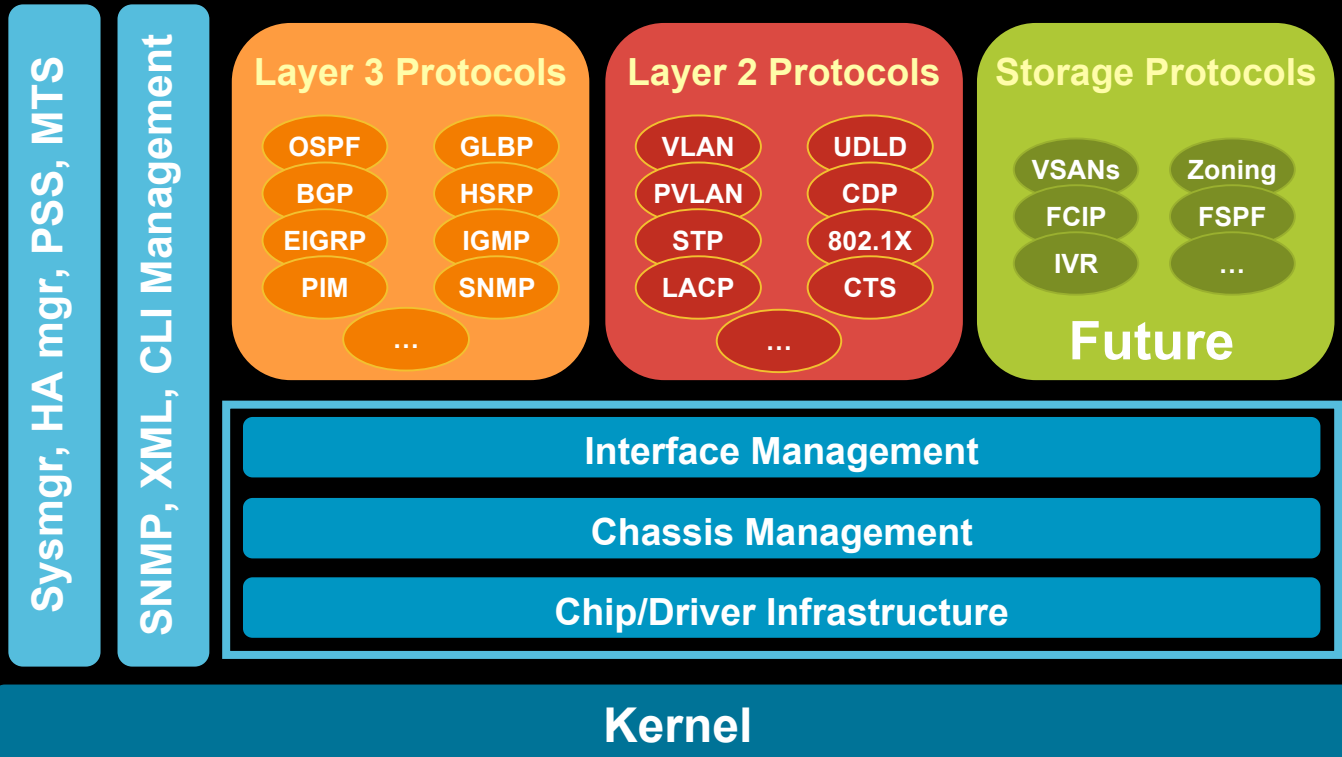 Sysmgr, HA mgr, PSS, MTS
SNMP, XML, CLI Management
Layer 3 Protocols
OSPF
BGP
EIGRP
PIM
GLBP
HSRP
IGMP
SNMP
...
Layer 2 Protocols
VLAN
PVLAN
STP
LACP
UDLD
CDP
802.1X
CTS
...
Storage Protocols
VSANs
FCIP
IVR
Zoning
FSPF
...
Future
Interface Management
Chassis Management
Chip/Driver Infrastructure
Kernel